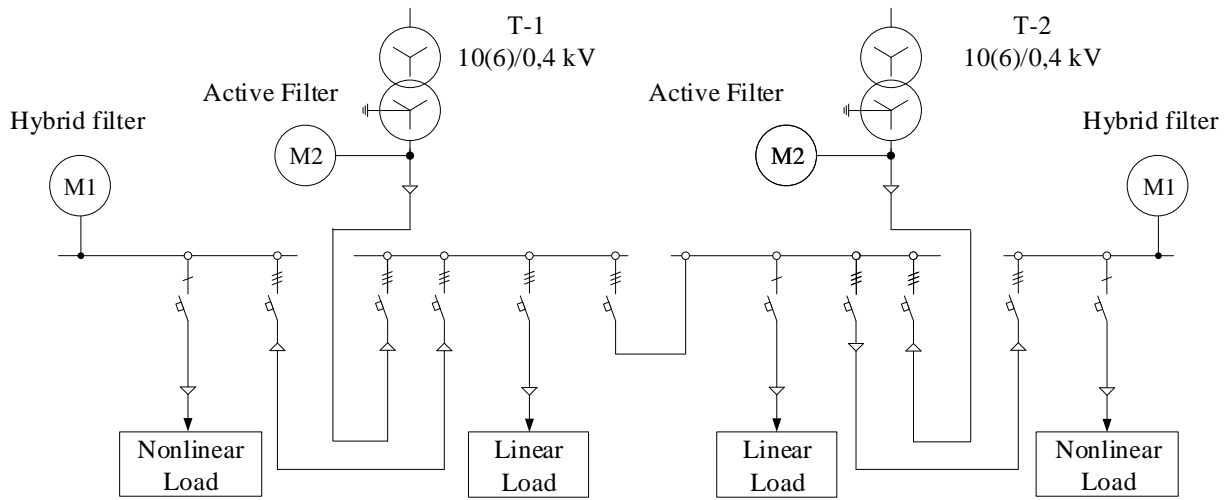 T-1
10(6)/0,4 kV
T-2
10(6)/0,4 kV
Active Filter
Active Filter
Hybrid filter
Hybrid filter
M2
M2
M1
M1
Nonlinear
Load
Linear
Load
Linear
Load
Nonlinear
Load